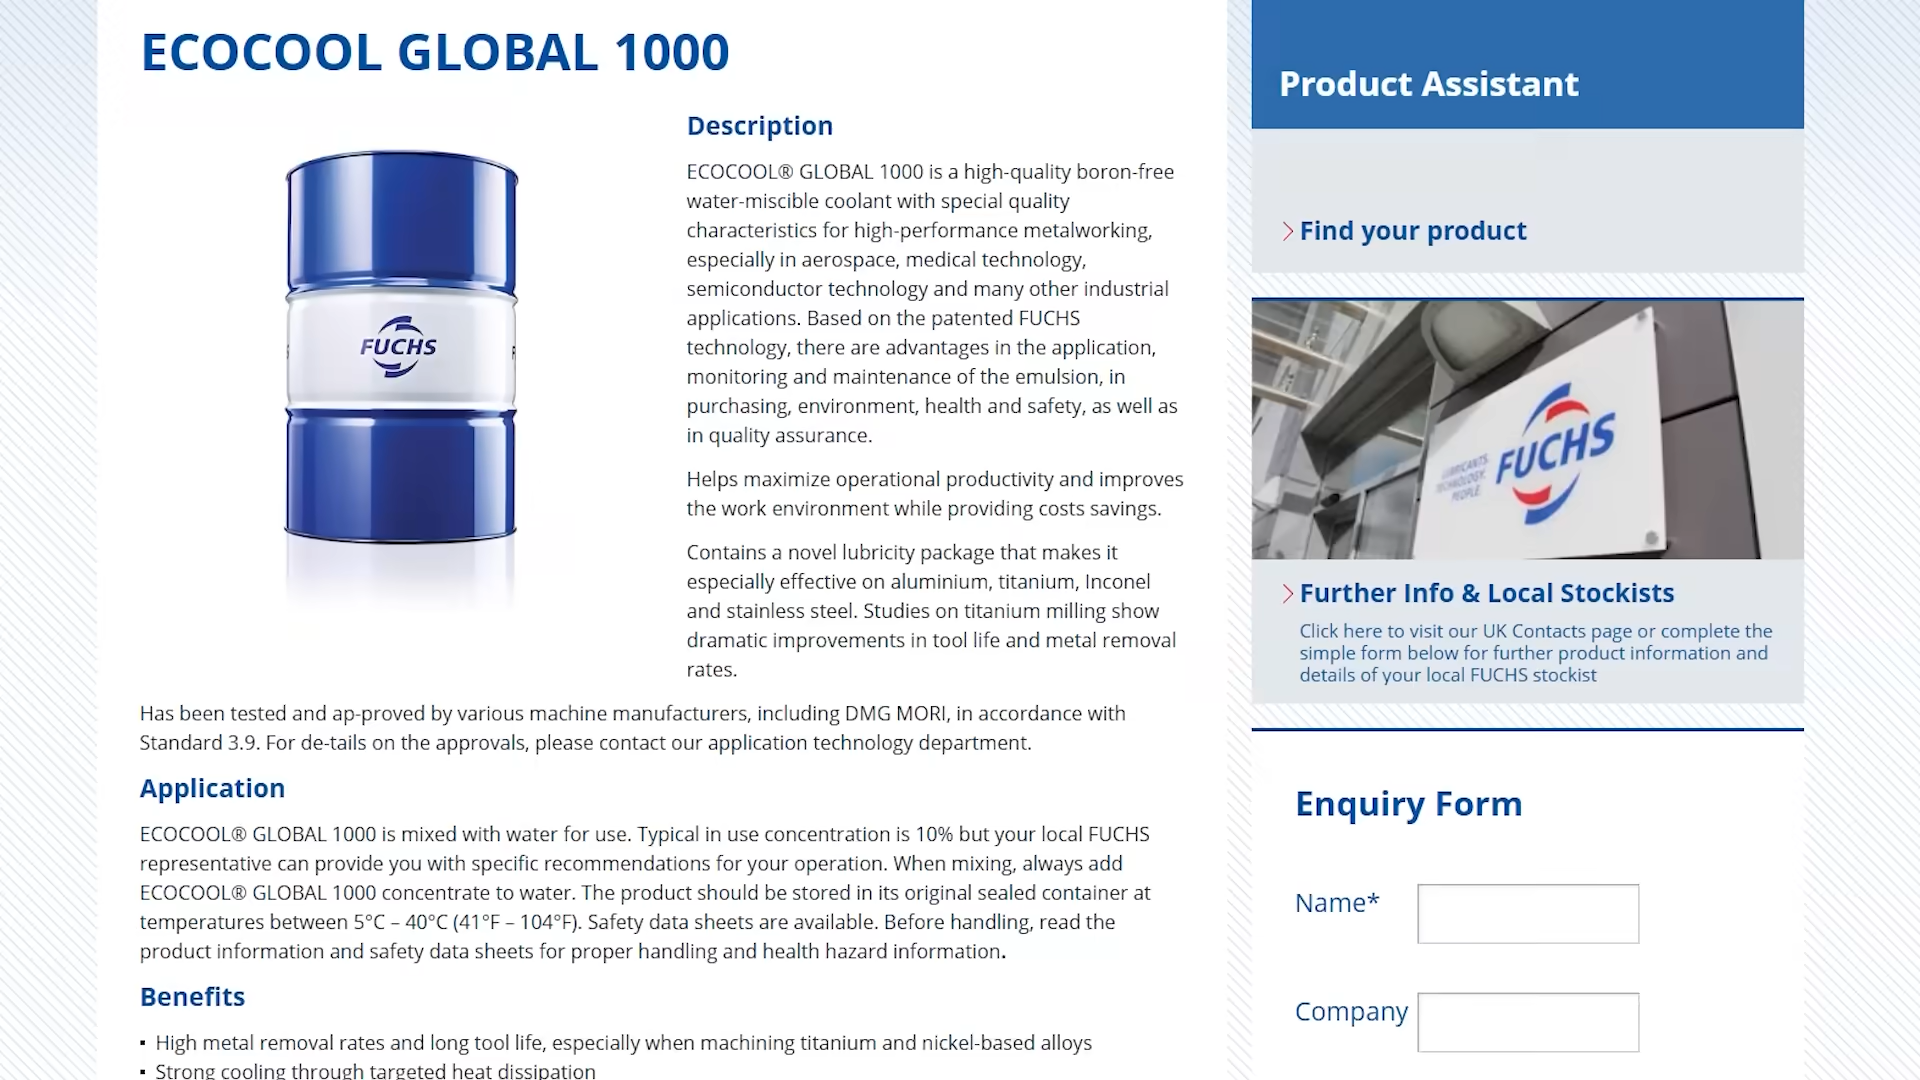 ECOCOOL GLOBAL 1000
FUCHS
Description
ECOCOOL® GLOBAL 1000 is a high-quality boron-free
water-miscible coolant with special quality
characteristics for high-performance metalworking,
especially in aerospace, medical technology,
semiconductor technology and many other industrial
applications. Based on the patented FUCHS
technology, there are advantages in the application,
monitoring and maintenance of the emulsion, in
purchasing, environment, health and safety, as well as
in quality assurance.
Helps maximize operational productivity and improves
the work environment while providing costs savings.
Contains a novel lubricity package that makes it
especially effective on aluminium, titanium, Inconel
and stainless steel. Studies on titanium milling show
dramatic improvements in tool life and metal removal
rates.
Has been tested and ap-proved by various machine manufacturers, including DMG MORI, in accordance with
Standard 3.9. For de-tails on the approvals, please contact our application technology department.
Application
ECOCOOL® GLOBAL 1000 is mixed with water for use. Typical in use concentration is 10% but your local FUCHS
representative can provide you with specific recommendations for your operation. When mixing, always add
ECOCOOL® GLOBAL 1000 concentrate to water. The product should be stored in its original sealed container at
temperatures between 5°C – 40°C (41°F – 104°F). Safety data sheets are available. Before handling, read the
product information and safety data sheets for proper handling and health hazard information.
Benefits
▪ High metal removal rates and long tool life, especially when machining titanium and nickel-based alloys
▪ Strong cooling through targeted heat dissipation
Product Assistant
Find your product
LUBRICANTS.
TECHNOLOGY.
PEOPLE.
FUCHS
Further Info & Local Stockists
Click here to visit our UK Contacts page or complete the
simple form below for further product information and
details of your local FUCHS stockist
Enquiry Form
Name*
Company